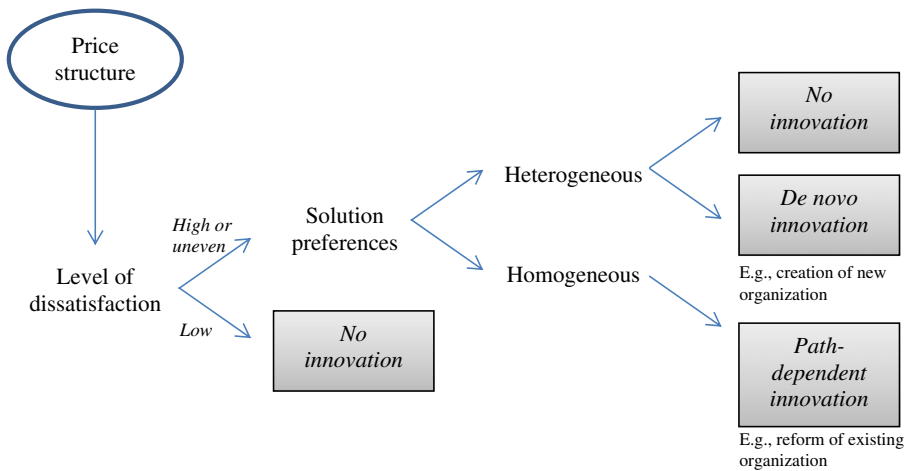 Price
structure
Level of
dissatisfaction
High or
uneven
Low
Solution
preferences
No
innovation
Heterogeneous
Homogeneous
No
innovation
De novo
innovation
E.g., creation of new
organization
Path-
dependent
innovation
E.g., reform of existing
organization